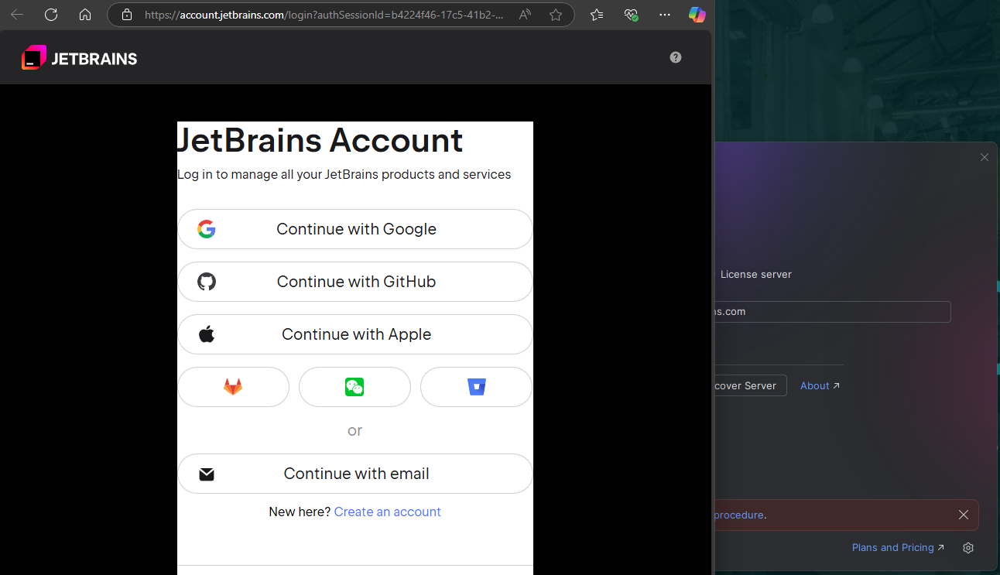 https://account.jetbrains.com/login?authSessionId=b4224f46-17c5-41b2-...
JETBRAINS
JetBrains Account
Log in to manage all your JetBrains products and services
Continue with Google
Continue with GitHub
Continue with Apple
or
Continue with email
New here? Create an account
License server
ns.com
cover Server
About ↗
procedure.
Plans and Pricing ↗